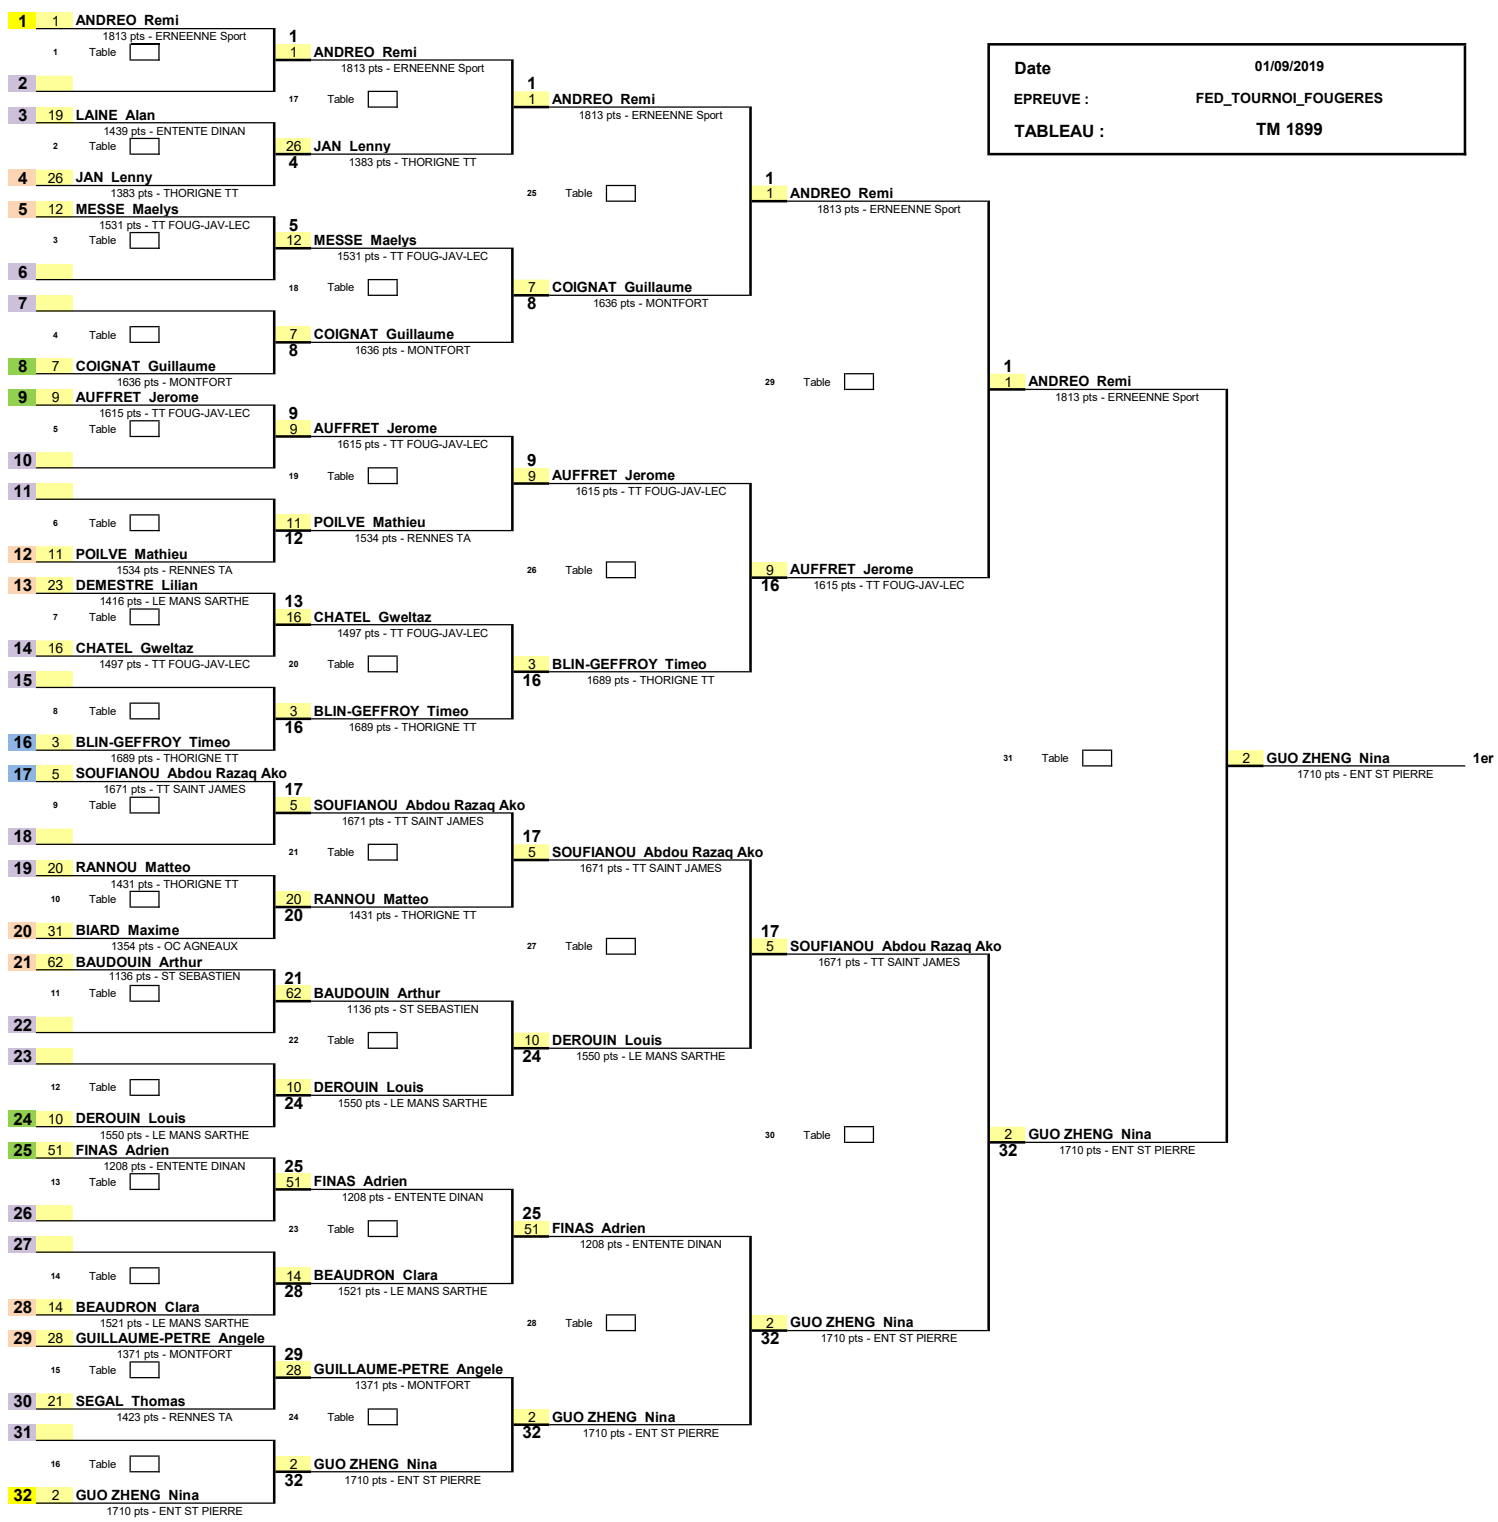 1 1 ANDREO Remi
1813 pts - ERNEENNE Sport
1 Table
2
3 19 LAINE Alan
1439 pts - ENTENTE DINAN
2 Table
4 26 JAN Lenny
1383 pts - THORIGNE TT
5 12 MESSE Maelys
1531 pts - TT FOUG-JAV-LEC
3 Table
6
7
4 Table
8 7 COIGNAT Guillaume
1636 pts - MONTFORT
9 9 AUFFRET Jerome
1615 pts - TT FOUG-JAV-LEC
5 Table
10
11
6 Table
12 11 POILVE Mathieu
1534 pts - RENNES TA
13 23 DEMESTRE Lilian
1416 pts - LE MANS SARTHE
7 Table
14 16 CHATEL Gweltaz
1497 pts - TT FOUG-JAV-LEC
15
8 Table
16 3 BLIN-GEFFROY Timeo
1689 pts - THORIGNE TT
17 5 SOUFIANOU Abdou Razaq Ako
1671 pts - TT SAINT JAMES
9 Table
18
19 20 RANNOU Matteo
1431 pts - THORIGNE TT
10 Table
20 31 BIARD Maxime
1354 pts - OC AGNEAUX
21 62 BAUDOUIN Arthur
1136 pts - ST SEBASTIEN
11 Table
22
23
12 Table
24 10 DEROUIN Louis
1550 pts - LE MANS SARTHE
25 51 FINAS Adrien
1208 pts - ENTENTE DINAN
13 Table
26
27
14 Table
28 14 BEAUDRON Clara
1521 pts - LE MANS SARTHE
29 28 GUILLAUME-PETRE Angele
1371 pts - MONTFORT
15 Table
30 21 SEGAL Thomas
1423 pts - RENNES TA
31
16 Table
32 2 GUO ZHENG Nina
1710 pts - ENT ST PIERRE
1
1 ANDREO Remi
1813 pts - ERNEENNE Sport
17 Table
26 JAN Lenny
4 1383 pts - THORIGNE TT
5
12 MESSE Maelys
1531 pts - TT FOUG-JAV-LEC
18 Table
7 COIGNAT Guillaume
8 1636 pts - MONTFORT
9
9 AUFFRET Jerome
1615 pts - TT FOUG-JAV-LEC
19 Table
11 POILVE Mathieu
12 1534 pts - RENNES TA
13
16 CHATEL Gweltaz
1497 pts - TT FOUG-JAV-LEC
20 Table
3 BLIN-GEFFROY Timeo
16 1689 pts - THORIGNE TT
17
5 SOUFIANOU Abdou Razaq Ako
1671 pts - TT SAINT JAMES
21 Table
20 RANNOU Matteo
20 1431 pts - THORIGNE TT
21
62 BAUDOUIN Arthur
1136 pts - ST SEBASTIEN
22 Table
10 DEROUIN Louis
24 1550 pts - LE MANS SARTHE
25
51 FINAS Adrien
1208 pts - ENTENTE DINAN
23 Table
14 BEAUDRON Clara
28 1521 pts - LE MANS SARTHE
29
28 GUILLAUME-PETRE Angele
1371 pts - MONTFORT
24 Table
2 GUO ZHENG Nina
32 1710 pts - ENT ST PIERRE
1
1 ANDREO Remi
1813 pts - ERNEENNE Sport
25 Table
7 COIGNAT Guillaume
8 1636 pts - MONTFORT
9
9 AUFFRET Jerome
1615 pts - TT FOUG-JAV-LEC
26 Table
3 BLIN-GEFFROY Timeo
16 1689 pts - THORIGNE TT
17
5 SOUFIANOU Abdou Razaq Ako
1671 pts - TT SAINT JAMES
27 Table
10 DEROUIN Louis
24 1550 pts - LE MANS SARTHE
25
51 FINAS Adrien
1208 pts - ENTENTE DINAN
28 Table
2 GUO ZHENG Nina
32 1710 pts - ENT ST PIERRE
1
1 ANDREO Remi
1813 pts - ERNEENNE Sport
29 Table
9 AUFFRET Jerome
16 1615 pts - TT FOUG-JAV-LEC
17
5 SOUFIANOU Abdou Razaq Ako
1671 pts - TT SAINT JAMES
30 Table
2 GUO ZHENG Nina
32 1710 pts - ENT ST PIERRE
Date 01/09/2019
EPREUVE : FED_TOURNOI_FOUGERES
TABLEAU : TM 1899
1
1 ANDREO Remi
1813 pts - ERNEENNE Sport
31 Table
2 GUO ZHENG Nina
32 1710 pts - ENT ST PIERRE
2 GUO ZHENG Nina 1er
1710 pts - ENT ST PIERRE